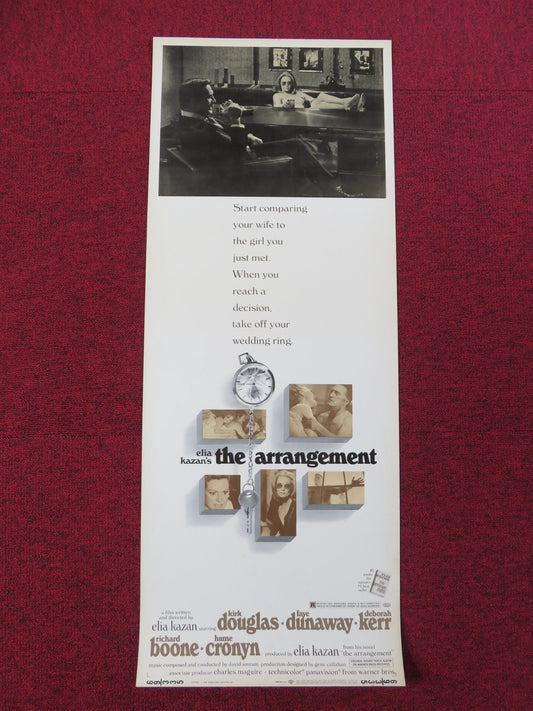 Start comparing
your wife to
the girl you
just met.
When you
reach a
decision,
take off your
wedding ring.
elia
kazan's the arrangement
a film written
and directed by
elia kazan starring kirk douglas · faye dunaway · deborah kerr
richard boone · hume cronyn produced by elia kazan from his novel "the arrangement"
music composed and conducted by david amram production designed by gene callahan
associate producer charles maguire · technicolor® panavision® from warner bros.
R